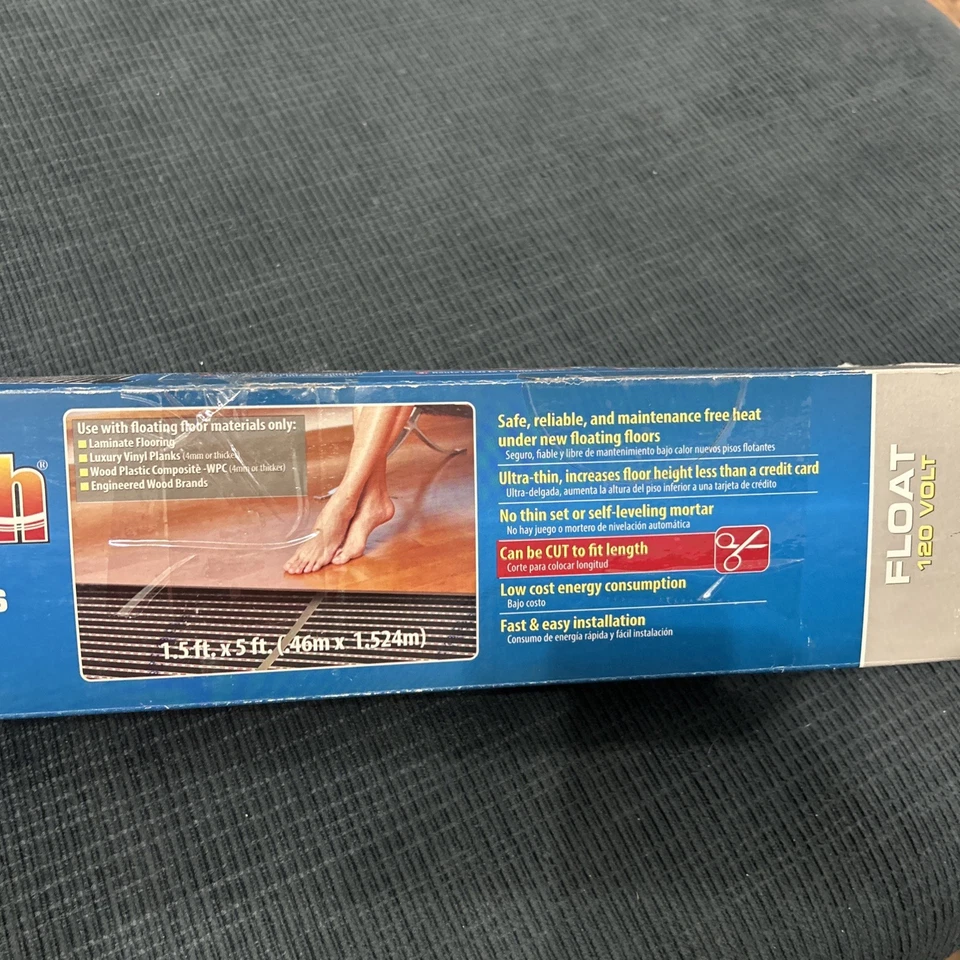 h®
s
Use with floating floor materials only:
Laminate Flooring
Luxury Vinyl Planks (4mm or thicker)
Wood Plastic Composite -WPC (4mm or thicker)
Engineered Wood Brands
1.5 ft. x 5 ft. (.46m x 1.524m)
Safe, reliable, and maintenance free heat
under new floating floors
Seguro, fiable y libre de mantenimiento bajo calor nuevos pisos flotantes
Ultra-thin, increases floor height less than a credit card
Ultra-delgada, aumenta la altura del piso inferior a una tarjeta de crédito
No thin set or self-leveling mortar
No hay juego o mortero de nivelación automática
Can be CUT to fit length
Corte para colocar longitud
Low cost energy consumption
Bajo costo
Fast & easy installation
Consumo de energía rápida y fácil instalación
FLOAT
120 VOLT